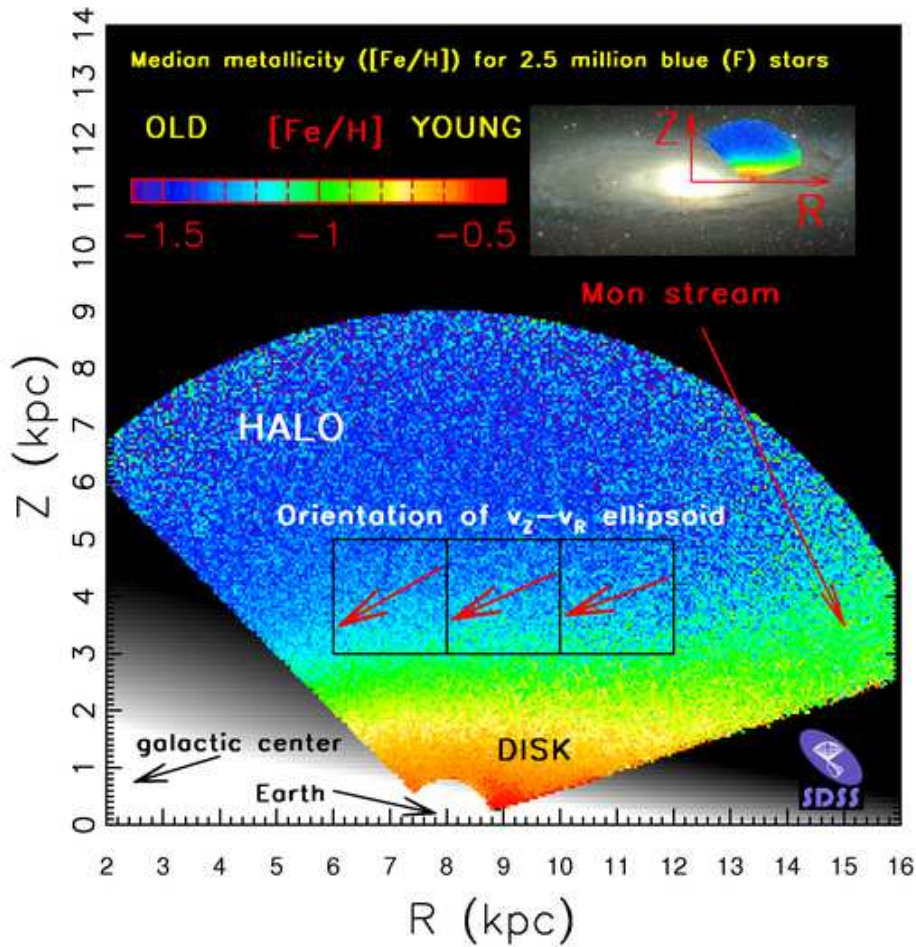 Median metallicity ([Fe/H]) for 2.5 million blue (F) stars
OLD [Fe/H] YOUNG
−1.5 −1 −0.5
Z
R
Mon stream
HALO
Orientation of vZ−vR ellipsoid
DISK
galactic center
Earth
SDSS
Z (kpc)
14
13
12
11
10
9
8
7
6
5
4
3
2
1
0
2 3 4 5 6 7 8 9 10 11 12 13 14 15 16
R (kpc)